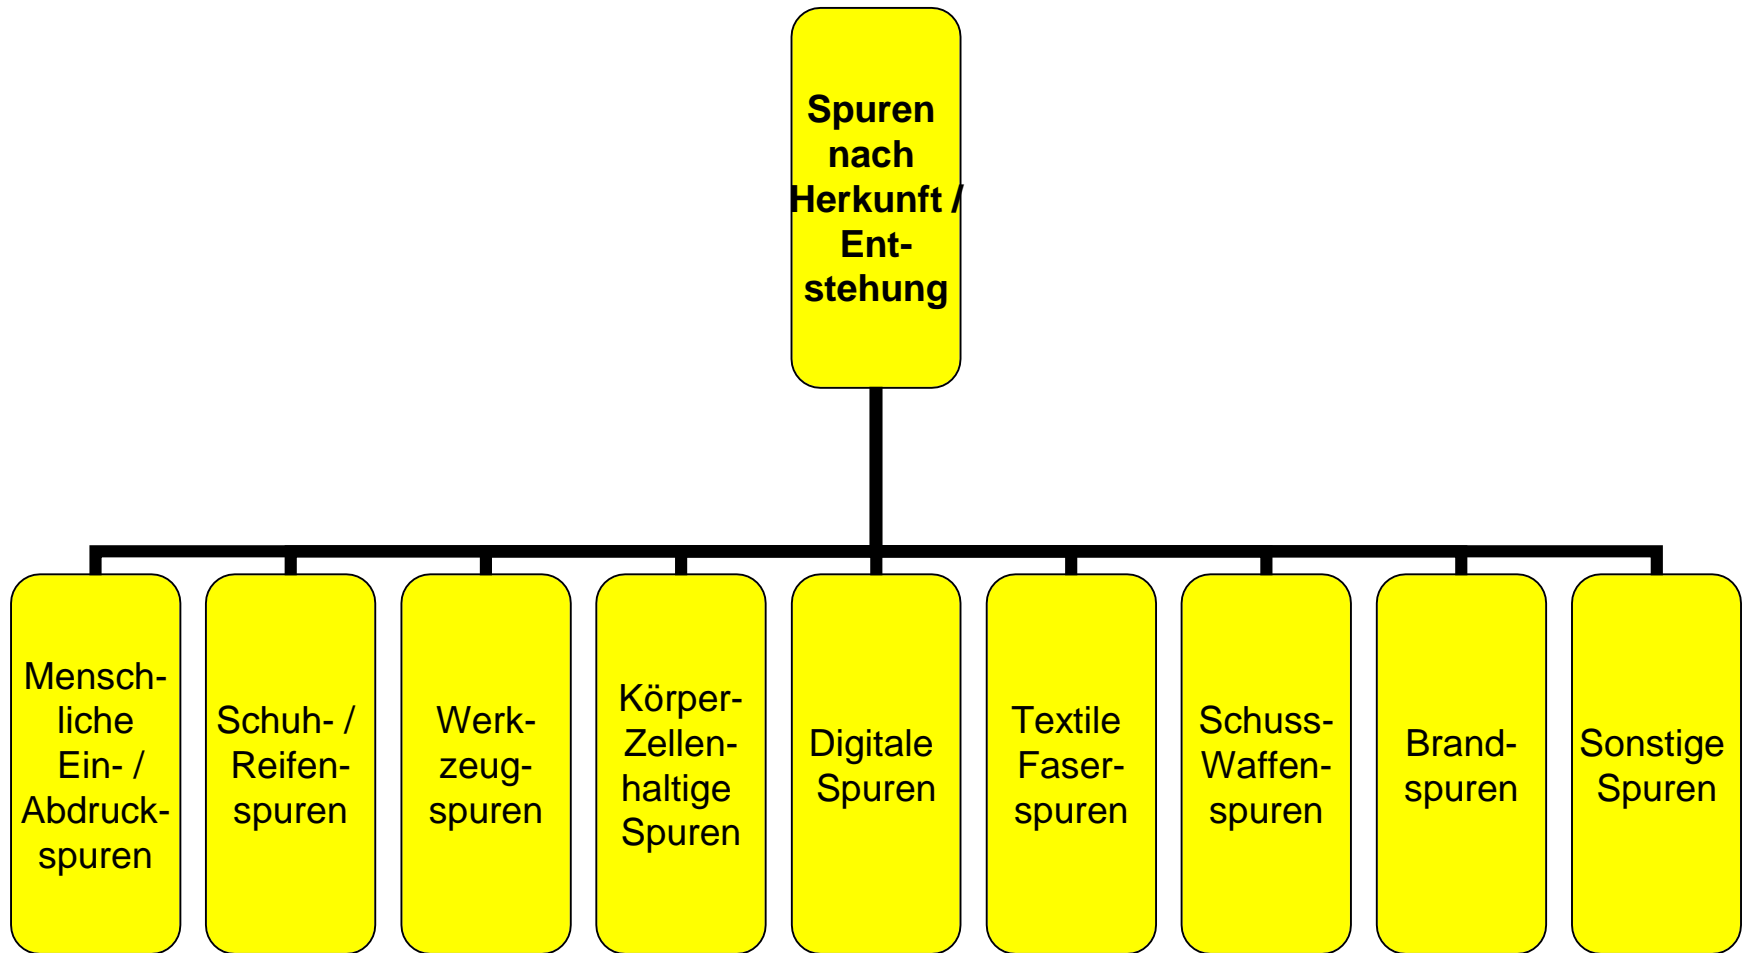 Spuren
nach
Herkunft /
Ent-
stehung
Mensch-
liche
Ein- /
Abdruck-
spuren
Schuh- /
Reifen-
spuren
Werk-
zeug-
spuren
Körper-
Zellen-
haltige
Spuren
Digitale
Spuren
Textile
Faser-
spuren
Schuss-
Waffen-
spuren
Brand-
spuren
Sonstige
Spuren